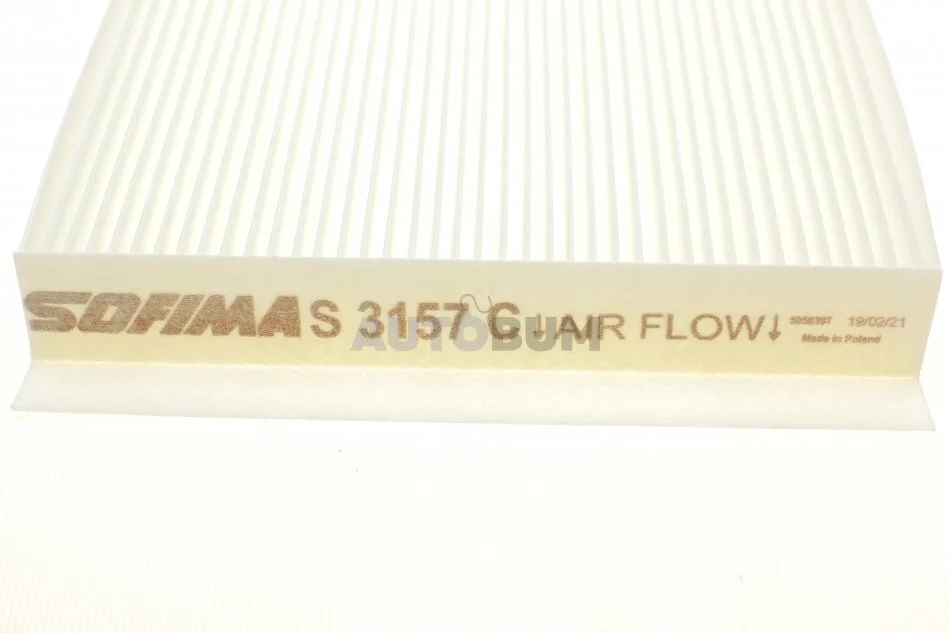 SOFIMA S 3157 C ↓AIR FLOW↓ 19/02/21
Made in Poland
AUTOBUM